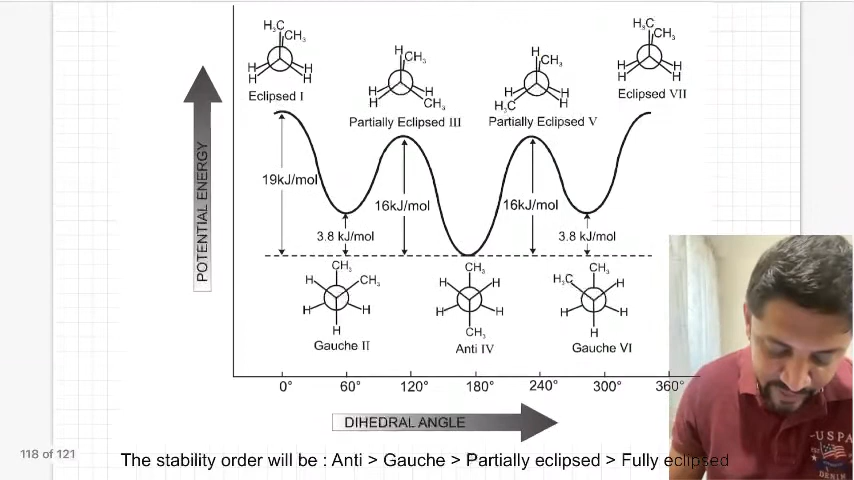 H₃C
CH₃
H H
H H
Eclipsed I
H
CH₃
H H
H CH₃
Partially Eclipsed III
H
CH₃
H H
H₃C H
Partially Eclipsed V
H₃C
CH₃
H H
H H
Eclipsed VII
POTENTIAL ENERGY
19kJ/mol
3.8 kJ/mol
16kJ/mol
16kJ/mol
3.8 kJ/mol
CH₃
H CH₃
H H
H
Gauche II
CH₃
H H
H H
CH₃
Anti IV
CH₃
H₃C H
H H
H
Gauche VI
0° 60° 120° 180° 240° 300° 360°
DIHEDRAL ANGLE
118 of 121
The stability order will be : Anti > Gauche > Partially eclipsed > Fully eclipsed
USPA
DENIM